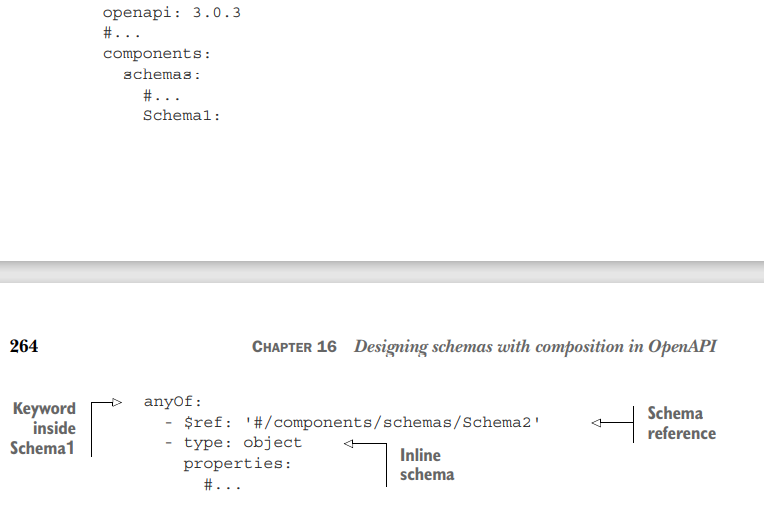 openapi: 3.0.3
#...
components:
schemas:
#...
Schema1:
264 CHAPTER 16 Designing schemas with composition in OpenAPI
Keyword
inside
Schema1
anyOf:
- $ref: '#/components/schemas/Schema2'
- type: object
properties:
#...
Schema
reference
Inline
schema